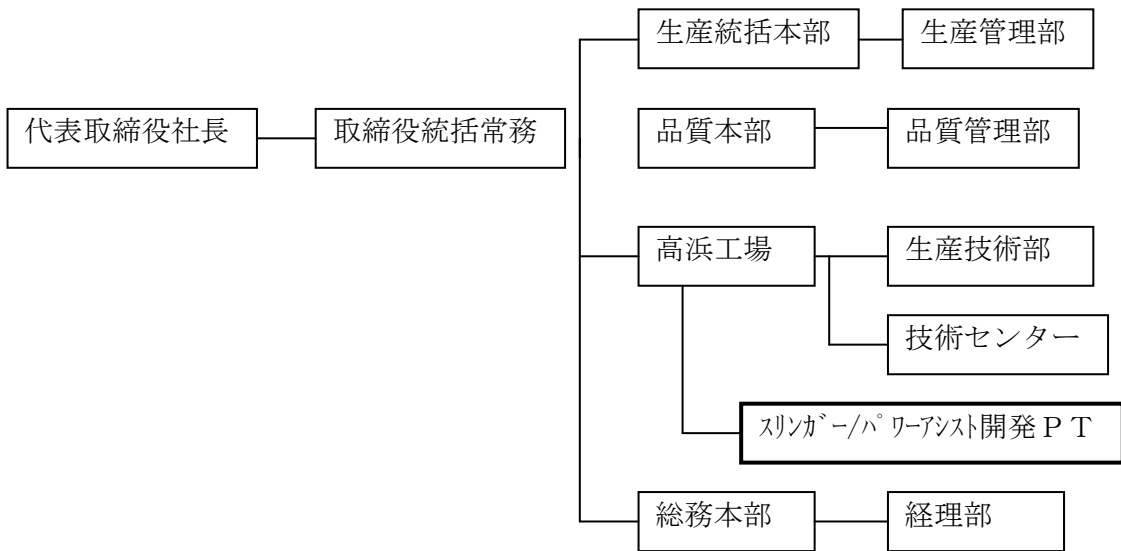 生産統括本部 生産管理部
代表取締役社長 取締役統括常務 品質本部 品質管理部
高浜工場 生産技術部
技術センター
ｽﾘﾝｶﾞｰ/ﾊﾟﾜｰｱｼｽﾄ開発ＰＴ
総務本部 経理部